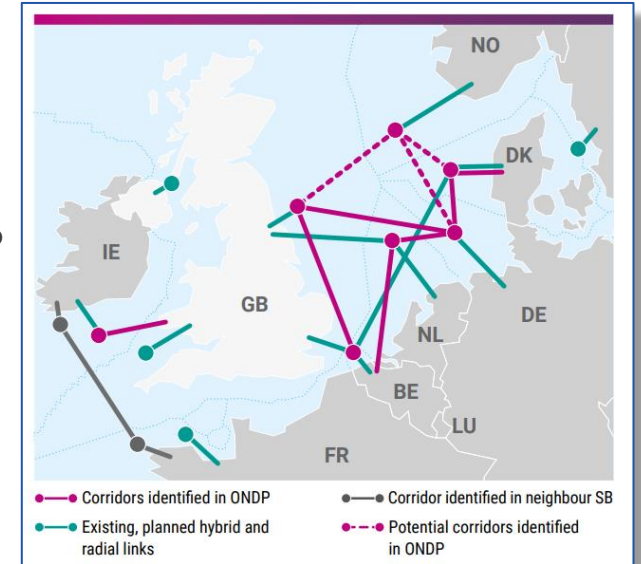 NO
DK
IE
GB
DE
NL
BE
LU
FR
Corridors identified in ONDP
Corridor identified in neighbour SB
Existing, planned hybrid and
radial links
Potential corridors identified
in ONDP